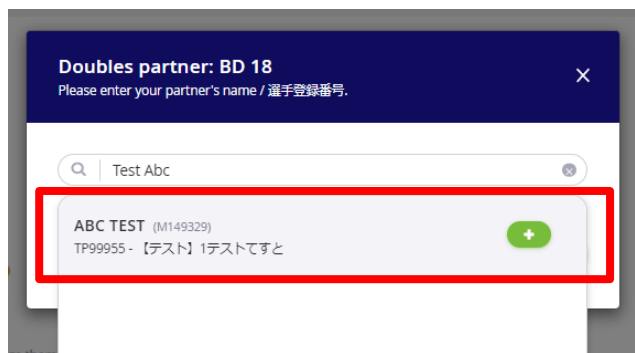 Doubles partner: BD 18
Please enter your partner's name / 選手登録番号.
Test Abc
ABC TEST (M149329)
TP99955 - 【テスト】1テストてすと